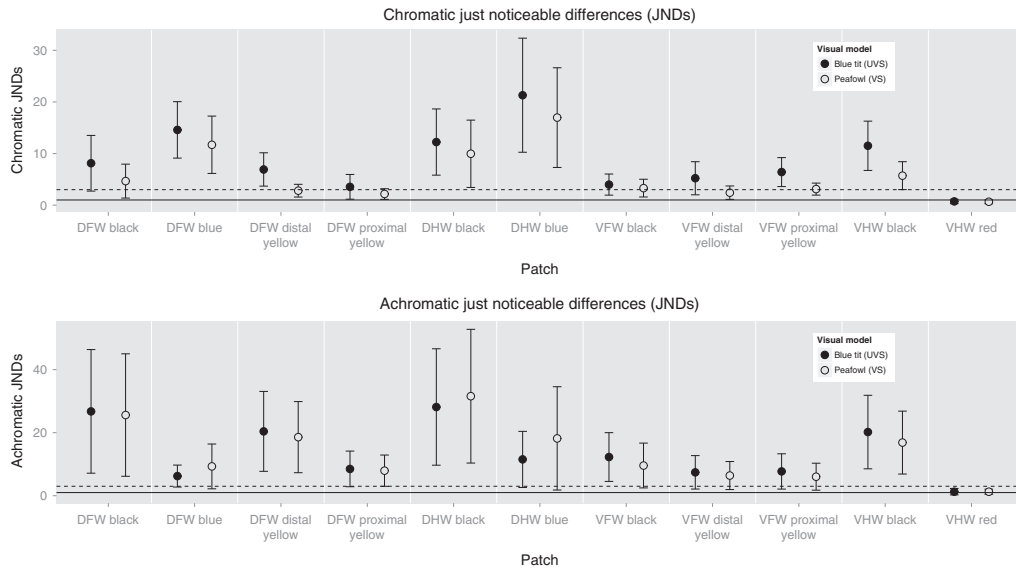 Chromatic just noticeable differences (JNDs)
Chromatic JNDs
30
20
10
0
Visual model
Blue tit (UVS)
Peafowl (VS)
DFW black DFW blue DFW distal yellow DFW proximal yellow DHW black DHW blue VFW black VFW distal yellow VFW proximal yellow VHW black VHW red
Patch
Achromatic just noticeable differences (JNDs)
Achromatic JNDs
40
20
0
Visual model
Blue tit (UVS)
Peafowl (VS)
DFW black DFW blue DFW distal yellow DFW proximal yellow DHW black DHW blue VFW black VFW distal yellow VFW proximal yellow VHW black VHW red
Patch